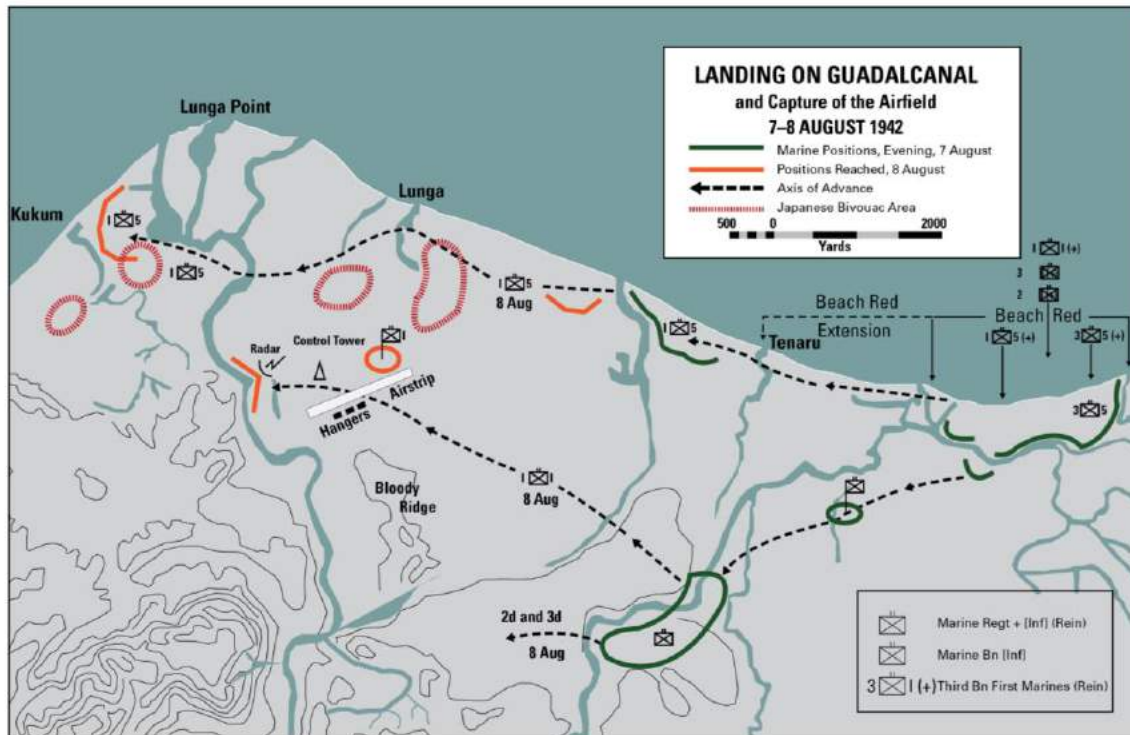 LANDING ON GUADALCANAL
and Capture of the Airfield
7–8 AUGUST 1942
Marine Positions, Evening, 7 August
Positions Reached, 8 August
Axis of Advance
Japanese Bivouac Area
500 0 2000
Yards
Lunga Point
Kukum
Lunga
1 5
1 5
1 5
8 Aug
1 5
1 1 (+)
3
2
Beach Red
Extension
Beach Red
1 5 (+)
3 5 (+)
3 5
Tenaru
Radar
Control Tower
1
Airstrip
Hangers
1 1
8 Aug
Bloody
Ridge
2d and 3d
8 Aug
Marine Regt + [Inf] (Rein)
Marine Bn [Inf]
3 1 (+) Third Bn First Marines (Rein)